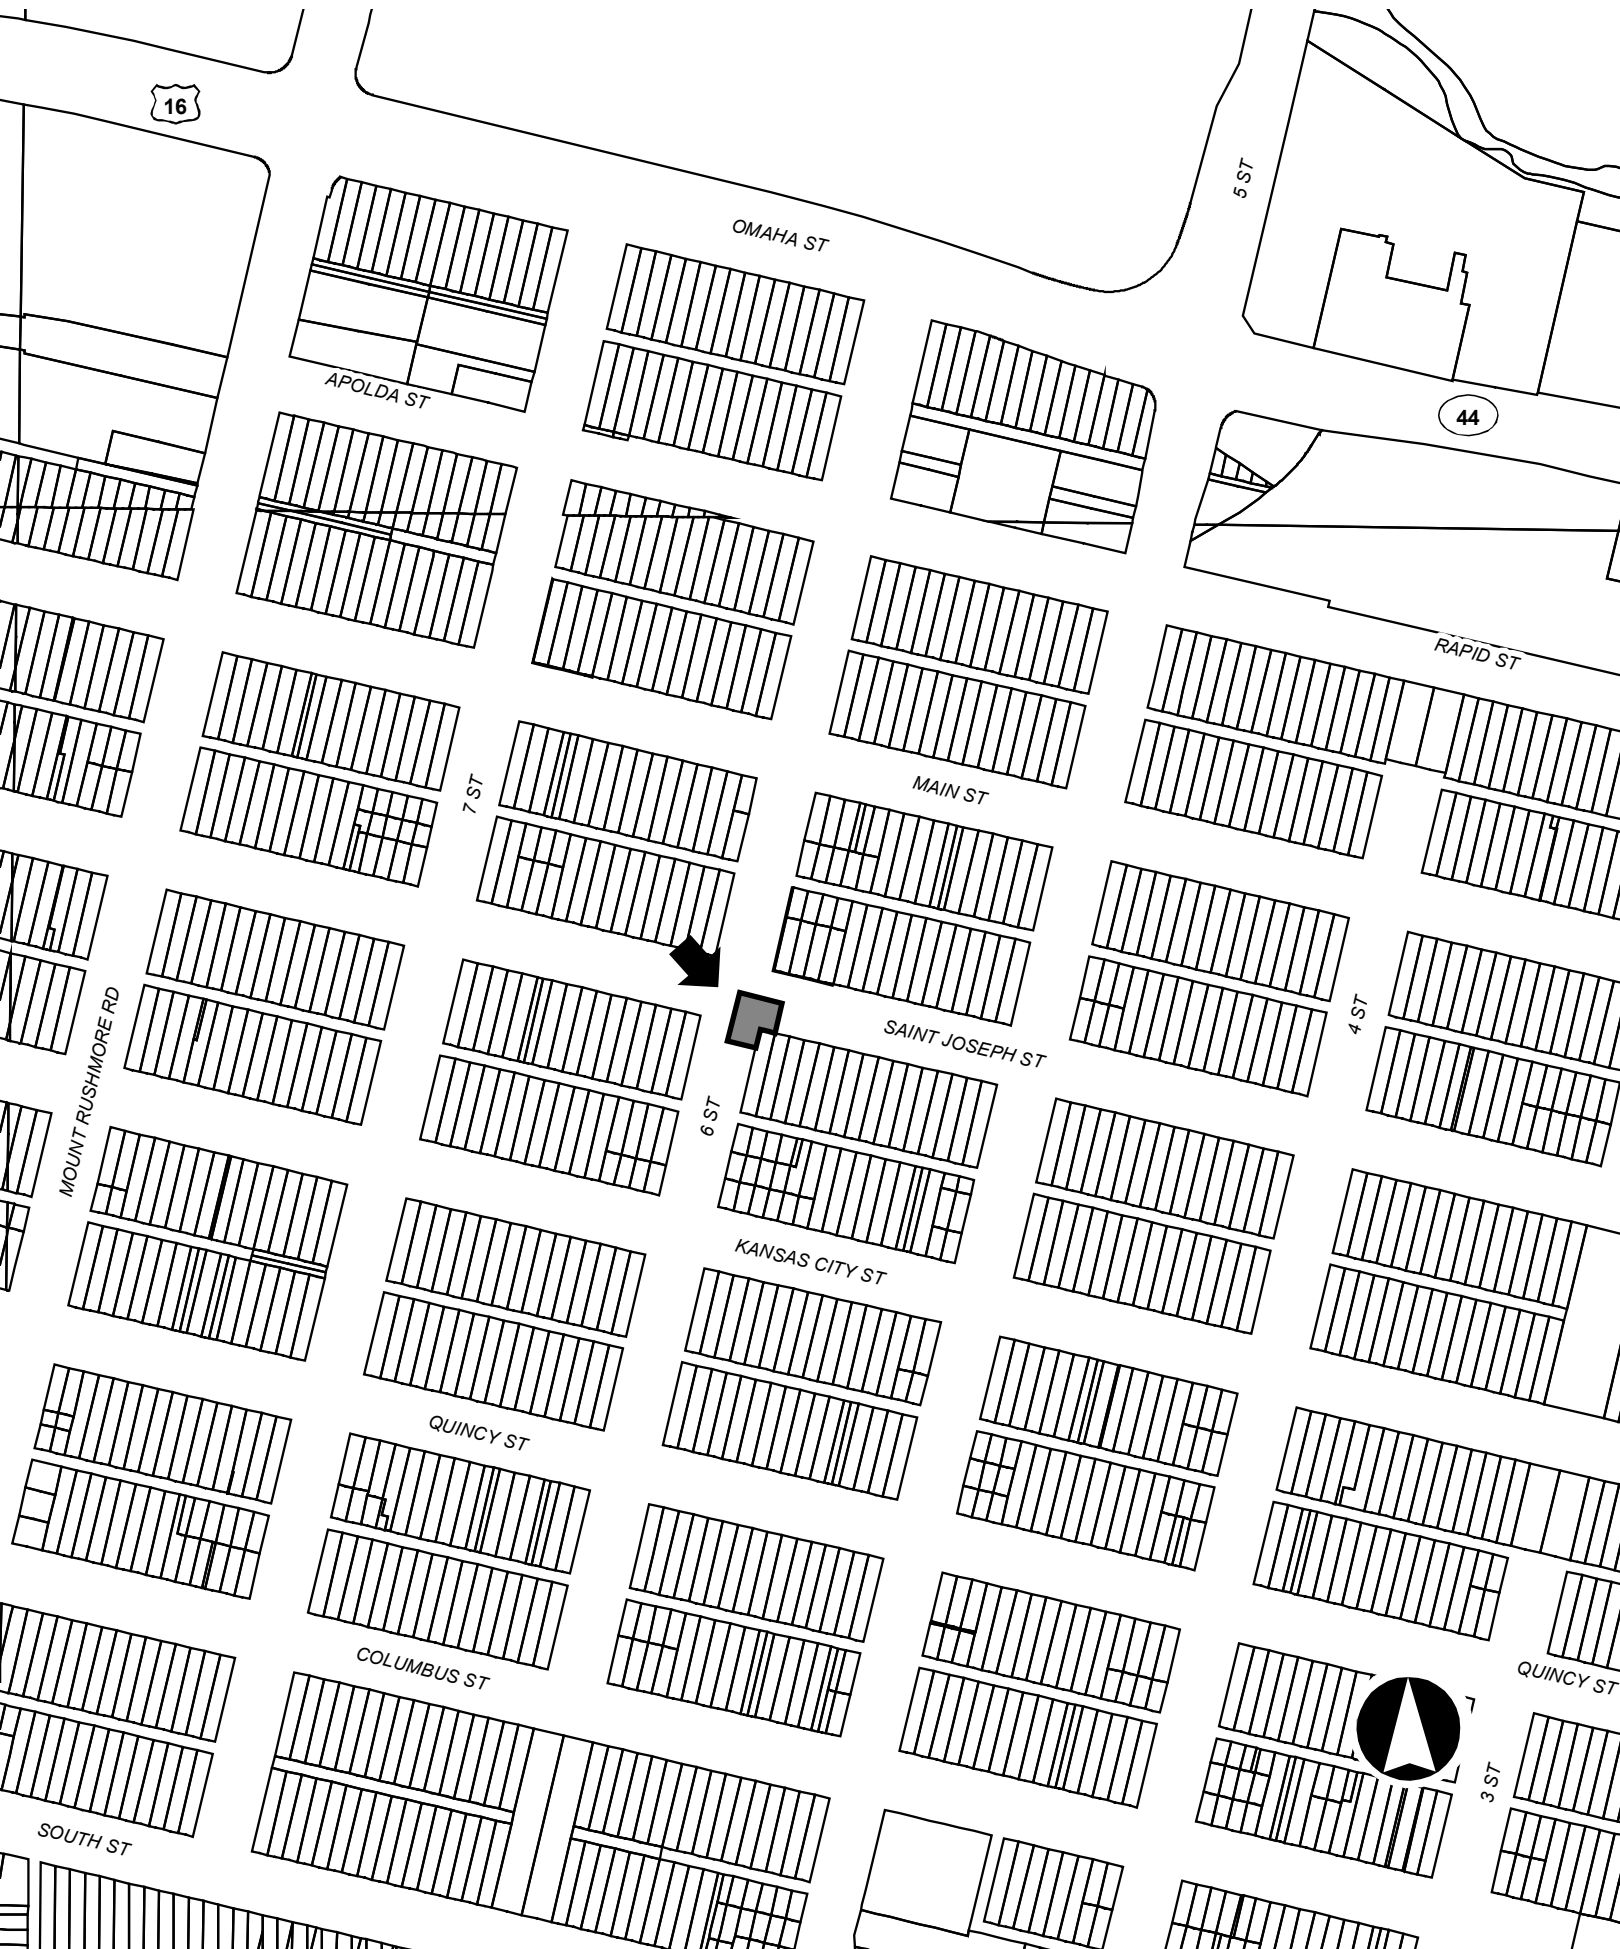 16
5 ST
OMAHA ST
APOLDA ST
44
RAPID ST
7 ST
MAIN ST
4 ST
SAINT JOSEPH ST
MOUNT RUSHMORE RD
6 ST
KANSAS CITY ST
QUINCY ST
COLUMBUS ST
QUINCY ST
3 ST
SOUTH ST